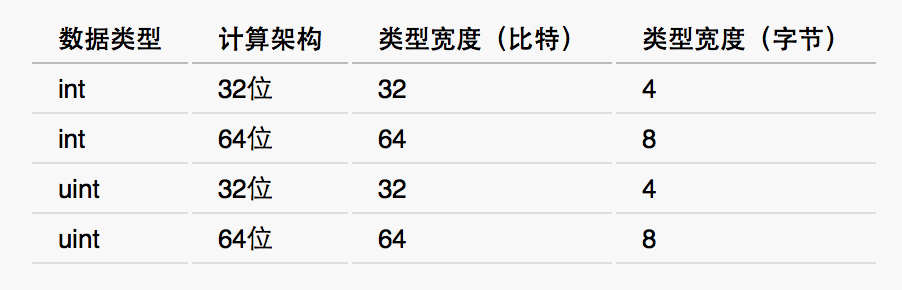 数据类型 计算架构 类型宽度（比特） 类型宽度（字节）
int 32位 32 4
int 64位 64 8
uint 32位 32 4
uint 64位 64 8